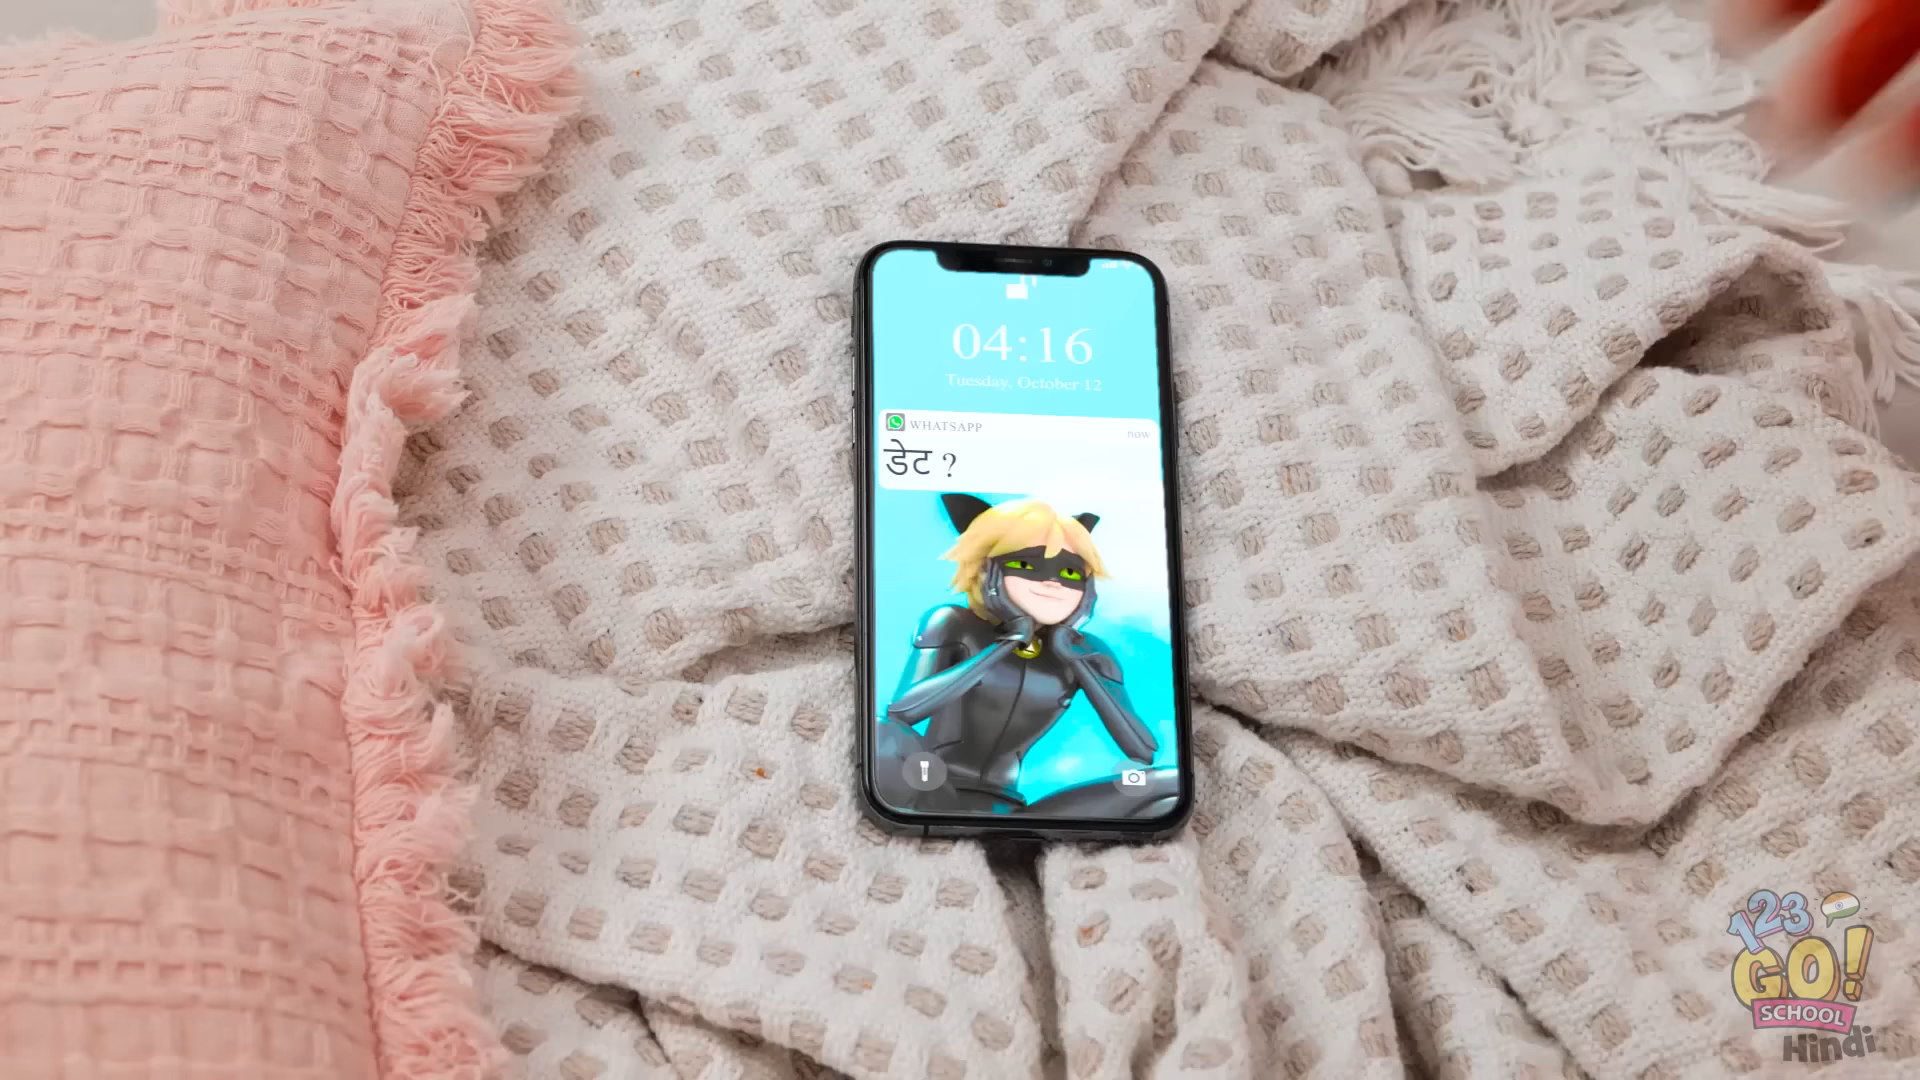 04:16
Tuesday, October 12
WHATSAPP
now
डेट ?
123
GO!
SCHOOL
Hindi